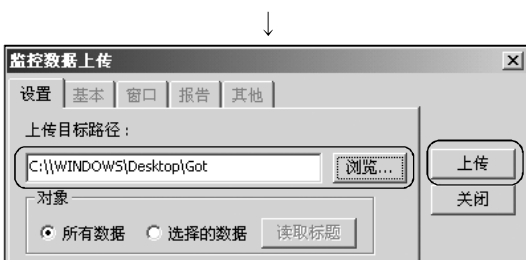 监控数据上传
设置 基本 窗口 报告 其他
上传目标路径：
C:\\WINDOWS\Desktop\Got 浏览... 上传
对象 关闭
所有数据 选择的数据 读取标题